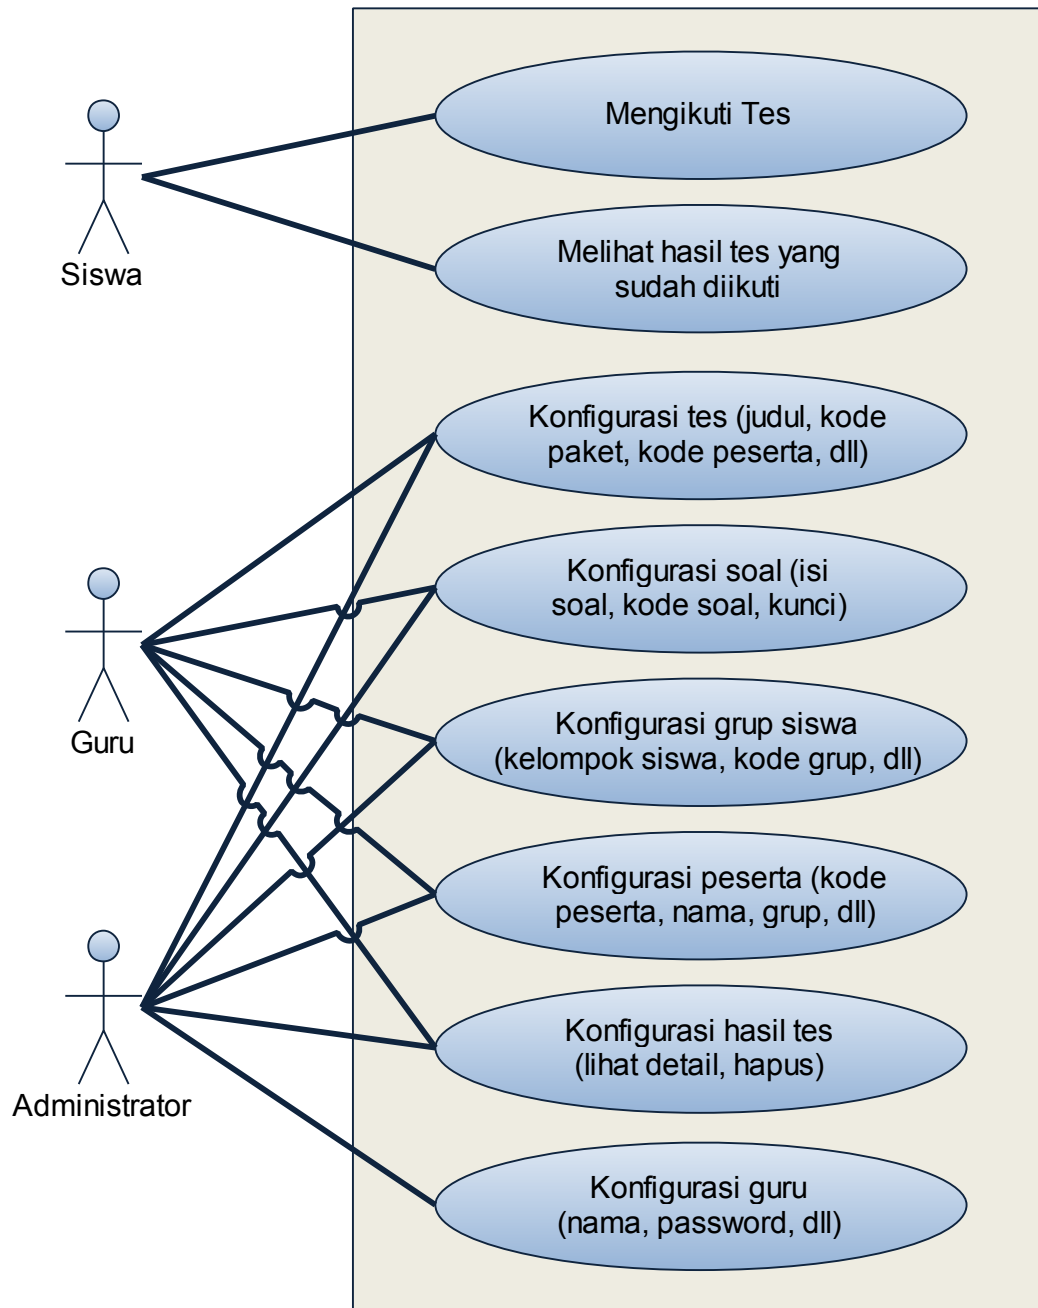 Mengikuti Tes
Siswa
Melihat hasil tes yang
sudah diikuti
Konfigurasi tes (judul, kode
paket, kode peserta, dll)
Konfigurasi soal (isi
soal, kode soal, kunci)
Guru
Konfigurasi grup siswa
(kelompok siswa, kode grup, dll)
Konfigurasi peserta (kode
peserta, nama, grup, dll)
Konfigurasi hasil tes
(lihat detail, hapus)
Administrator
Konfigurasi guru
(nama, password, dll)